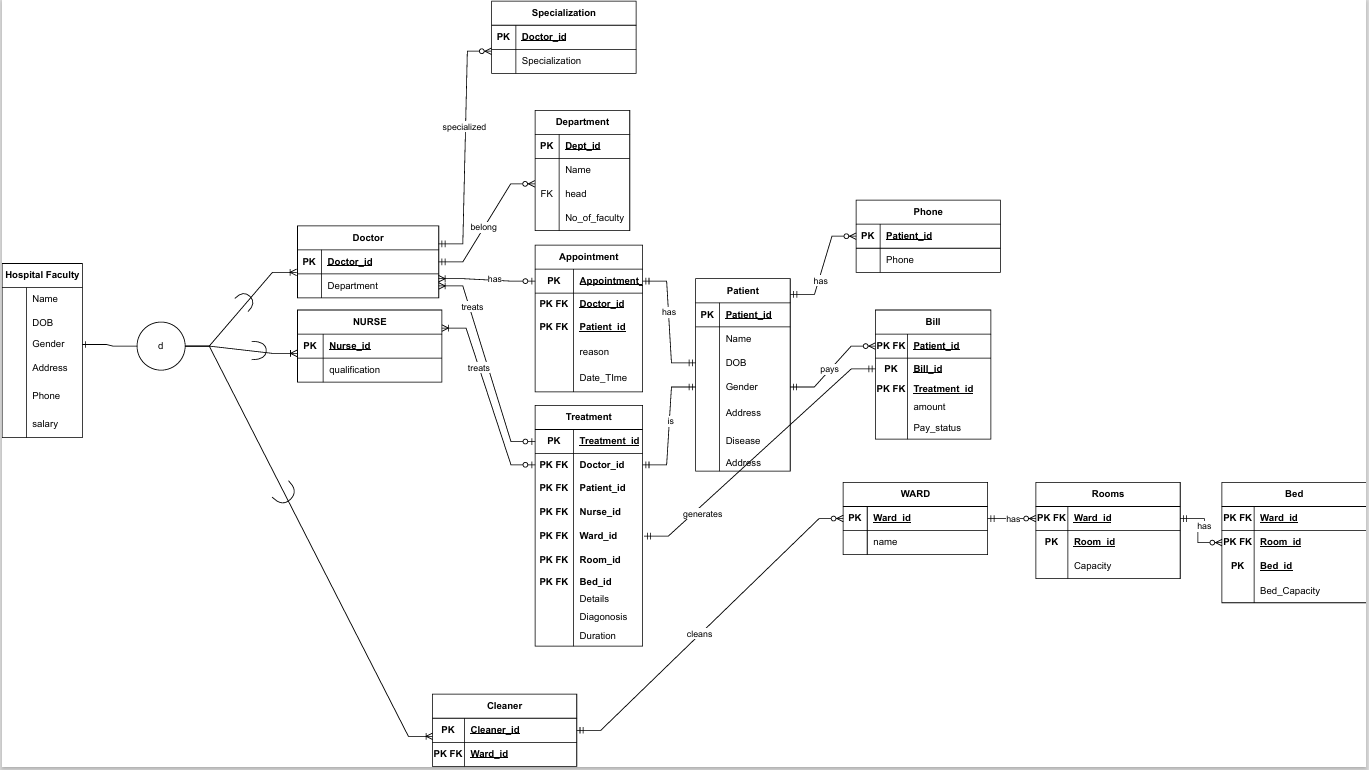 Specialization
PK Doctor_id
Specialization
specialized
Department
PK Dept_id
Name
FK head
No_of_faculty
belong
Doctor
PK Doctor_id
Department
Hospital Faculty
Name
DOB
Gender
Address
Phone
salary
d
NURSE
PK Nurse_id
qualification
has
treats
treats
Appointment
PK Appointment_
PK FK Doctor_id
PK FK Patient_id
reason
Date_TIme
has
is
Treatment
PK Treatment_id
PK FK Doctor_id
PK FK Patient_id
PK FK Nurse_id
PK FK Ward_id
PK FK Room_id
PK FK Bed_id
Details
Diagonosis
Duration
Patient
PK Patient_id
Name
DOB
Gender
Address
Disease
Address
has
Phone
PK Patient_id
Phone
pays
Bill
PK FK Patient_id
PK Bill_id
PK FK Treatment_id
amount
Pay_status
generates
WARD
PK Ward_id
name
has
Rooms
PK FK Ward_id
PK Room_id
Capacity
has
Bed
PK FK Ward_id
PK FK Room_id
PK Bed_id
Bed_Capacity
cleans
Cleaner
PK Cleaner_id
PK FK Ward_id